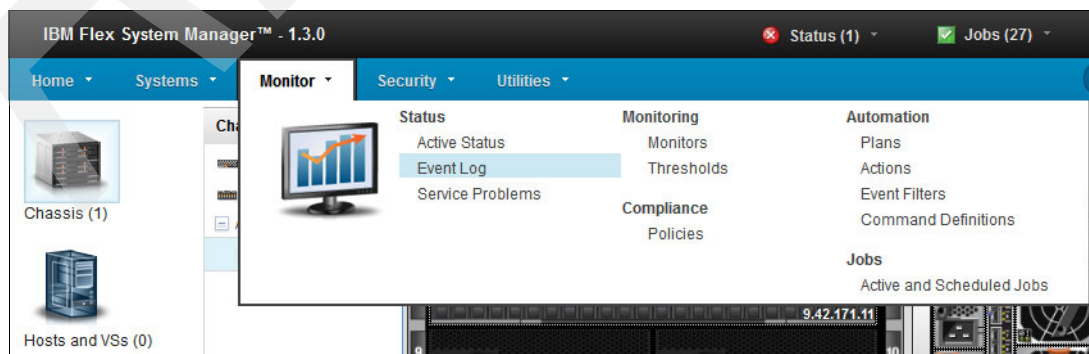 IBM Flex System Manager™ - 1.3.0
Status (1)
Jobs (27)
Home
Systems
Monitor
Security
Utilities
Chassis (1)
Hosts and VSs (0)
Status
Active Status
Event Log
Service Problems
Monitoring
Monitors
Thresholds
Compliance
Policies
Automation
Plans
Actions
Event Filters
Command Definitions
Jobs
Active and Scheduled Jobs
9.42.171.11
9
10